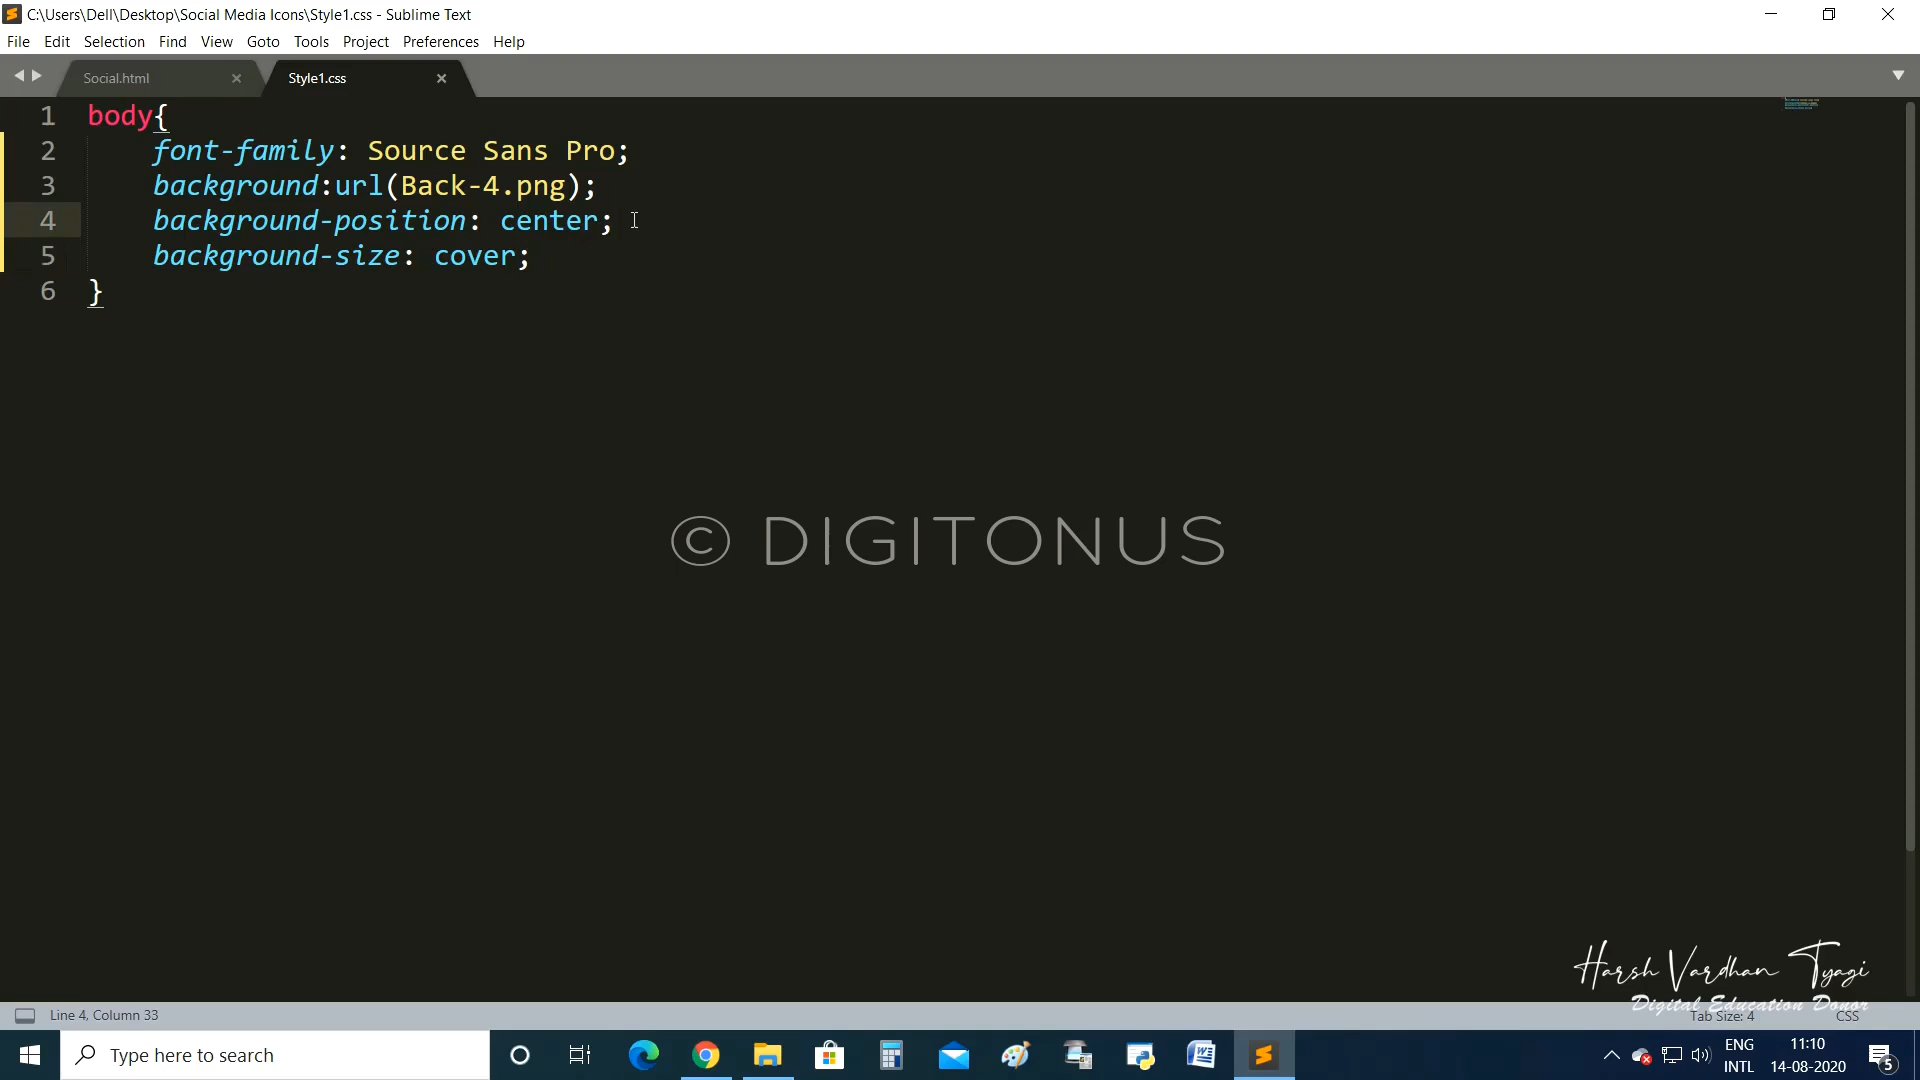 C:\Users\Dell\Desktop\Social Media Icons\Style1.css - Sublime Text
File Edit Selection Find View Goto Tools Project Preferences Help
Social.html Style1.css
1 body{
2 font-family: Source Sans Pro;
3 background:url(Back-4.png);
4 background-position: center;
5 background-size: cover;
6 }
© DIGITONUS
Harsh Vardhan Tyagi
Digital Education Donor
Line 4, Column 33 Tab Size: 4 CSS
Type here to search
ENG 11:10
INTL 14-08-2020 5